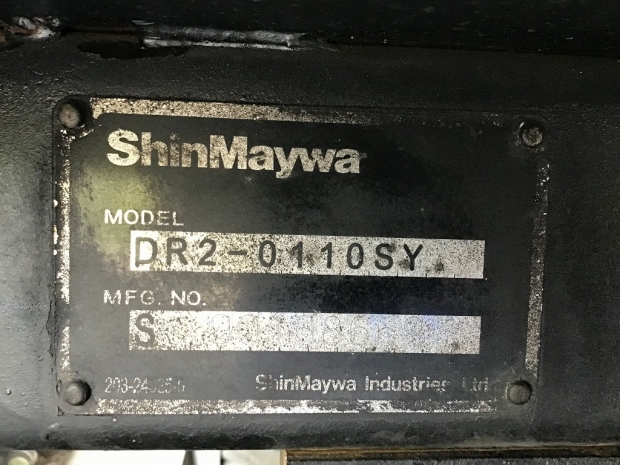 ShinMaywa
MODEL
DR2-0110SY
MFG. NO.
S
ShinMaywa Industries Ltd